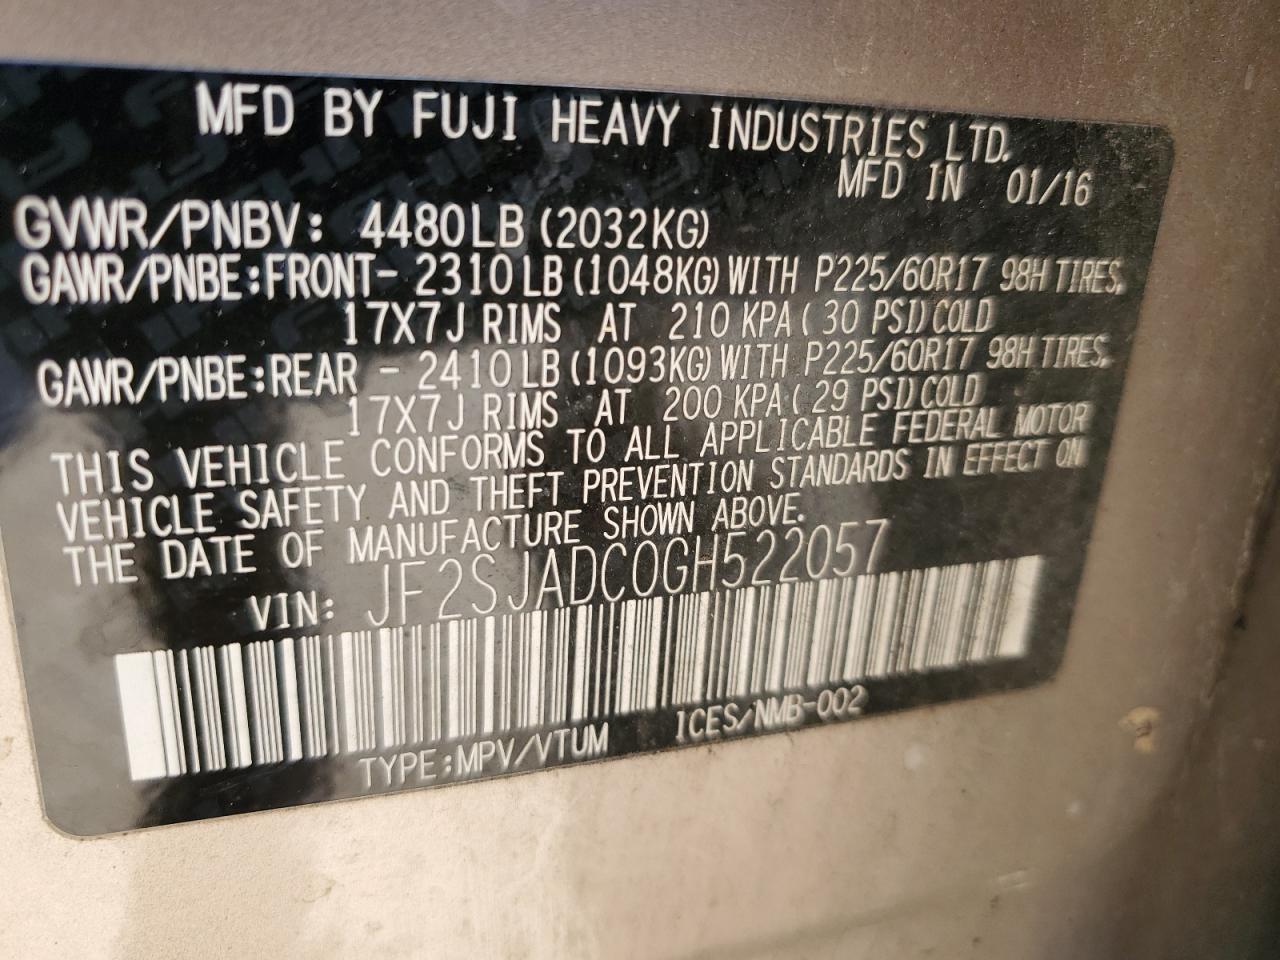 MFD BY FUJI HEAVY INDUSTRIES LTD.
MFD IN 01/16
GVWR/PNBV: 4480LB (2032KG)
GAWR/PNBE:FRONT- 2310LB (1048KG) WITH P225/60R17 98H TIRES,
17X7J RIMS AT 210 KPA ( 30 PSI) COLD
GAWR/PNBE:REAR - 2410LB (1093KG) WITH P225/60R17 98H TIRES,
17X7J RIMS AT 200 KPA ( 29 PSI) COLD
THIS VEHICLE CONFORMS TO ALL APPLICABLE FEDERAL MOTOR
VEHICLE SAFETY AND THEFT PREVENTION STANDARDS IN EFFECT ON
THE DATE OF MANUFACTURE SHOWN ABOVE.
VIN: JF2SJADC0GH522057
TYPE:MPV/VTUM ICES/NMB-002